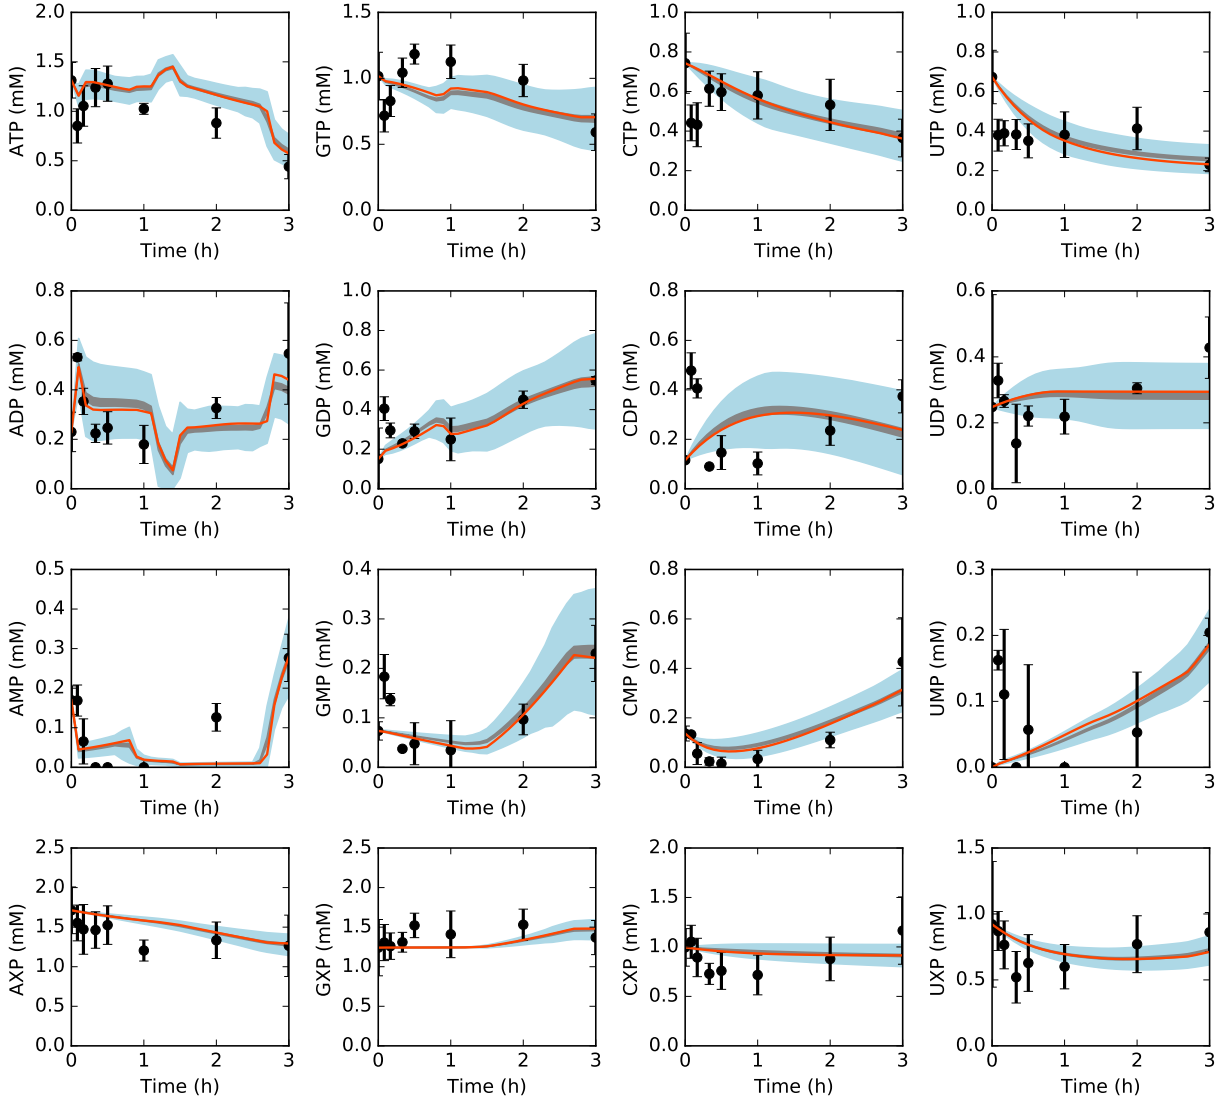 2.0
1.5
1.0
0.5
0.0
ATP (mM)
0 1 2 3
Time (h)
1.5
1.0
0.5
0.0
GTP (mM)
0 1 2 3
Time (h)
1.0
0.8
0.6
0.4
0.2
0.0
CTP (mM)
0 1 2 3
Time (h)
1.0
0.8
0.6
0.4
0.2
0.0
UTP (mM)
0 1 2 3
Time (h)
0.8
0.6
0.4
0.2
0.0
ADP (mM)
0 1 2 3
Time (h)
1.0
0.8
0.6
0.4
0.2
0.0
GDP (mM)
0 1 2 3
Time (h)
0.8
0.6
0.4
0.2
0.0
CDP (mM)
0 1 2 3
Time (h)
0.6
0.4
0.2
0.0
UDP (mM)
0 1 2 3
Time (h)
0.5
0.4
0.3
0.2
0.1
0.0
AMP (mM)
0 1 2 3
Time (h)
0.4
0.3
0.2
0.1
0.0
GMP (mM)
0 1 2 3
Time (h)
0.8
0.6
0.4
0.2
0.0
CMP (mM)
0 1 2 3
Time (h)
0.3
0.2
0.1
0.0
UMP (mM)
0 1 2 3
Time (h)
2.5
2.0
1.5
1.0
0.5
0.0
AXP (mM)
0 1 2 3
Time (h)
2.5
2.0
1.5
1.0
0.5
0.0
GXP (mM)
0 1 2 3
Time (h)
2.0
1.5
1.0
0.5
0.0
CXP (mM)
0 1 2 3
Time (h)
1.5
1.0
0.5
0.0
UXP (mM)
0 1 2 3
Time (h)